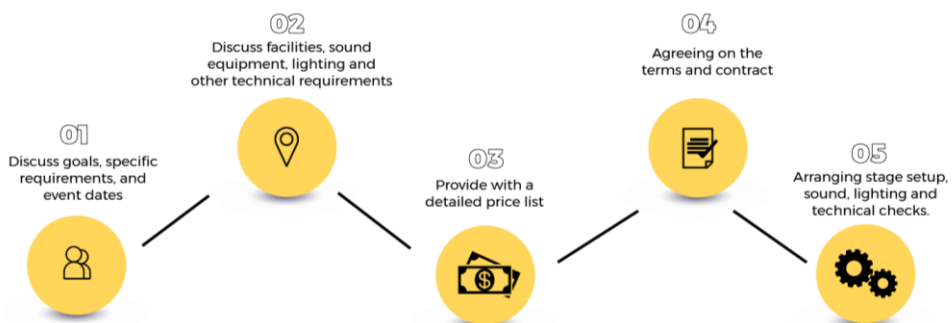 01
Discuss goals, specific
requirements, and
event dates
02
Discuss facilities, sound
equipment, lighting and
other technical requirements
03
Provide with a
detailed price list
04
Agreeing on the
terms and contract
05
Arranging stage setup,
sound, lighting and
technical checks.
$